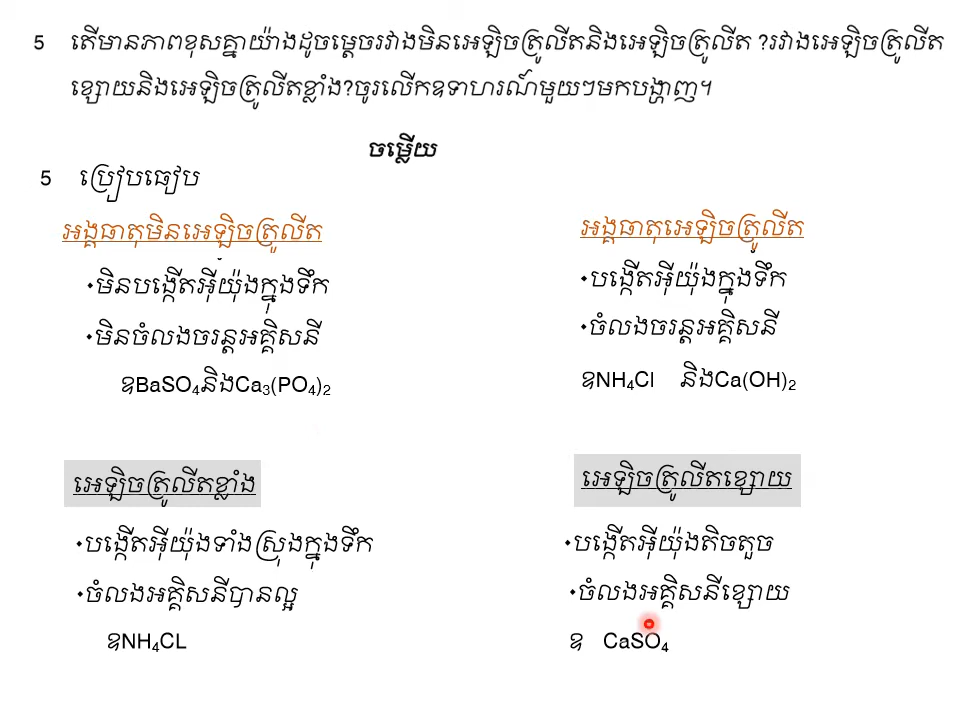 5 តើមានភាពខុសគ្នាយ៉ាងដូចម្ដេចរវាងមិនអេឡិចត្រូលីតនិងអេឡិចត្រូលីត ?រវាងអេឡិចត្រូលីត
ខ្សោយនិងអេឡិចត្រូលីតខ្លាំង?ចូរលើកឧទាហរណ៍មួយៗមកបង្ហាញ។
ចម្លើយ
5 ប្រៀបធៀប
អង្គធាតុមិនអេឡិចត្រូលីត
•មិនបង្កើតអ៊ីយ៉ុងក្នុងទឹក
•មិនចំលងចរន្តអគ្គិសនី
ឧBaSO₄និងCa₃(PO₄)₂
អង្គធាតុអេឡិចត្រូលីត
•បង្កើតអ៊ីយ៉ុងក្នុងទឹក
•ចំលងចរន្តអគ្គិសនី
ឧNH₄Cl និងCa(OH)₂
អេឡិចត្រូលីតខ្លាំង
•បង្កើតអ៊ីយ៉ុងទាំងស្រុងក្នុងទឹក
•ចំលងអគ្គិសនីបានល្អ
ឧNH₄CL
អេឡិចត្រូលីតខ្សោយ
•បង្កើតអ៊ីយ៉ុងតិចតួច
•ចំលងអគ្គិសនីខ្សោយ
ឧ CaSO₄